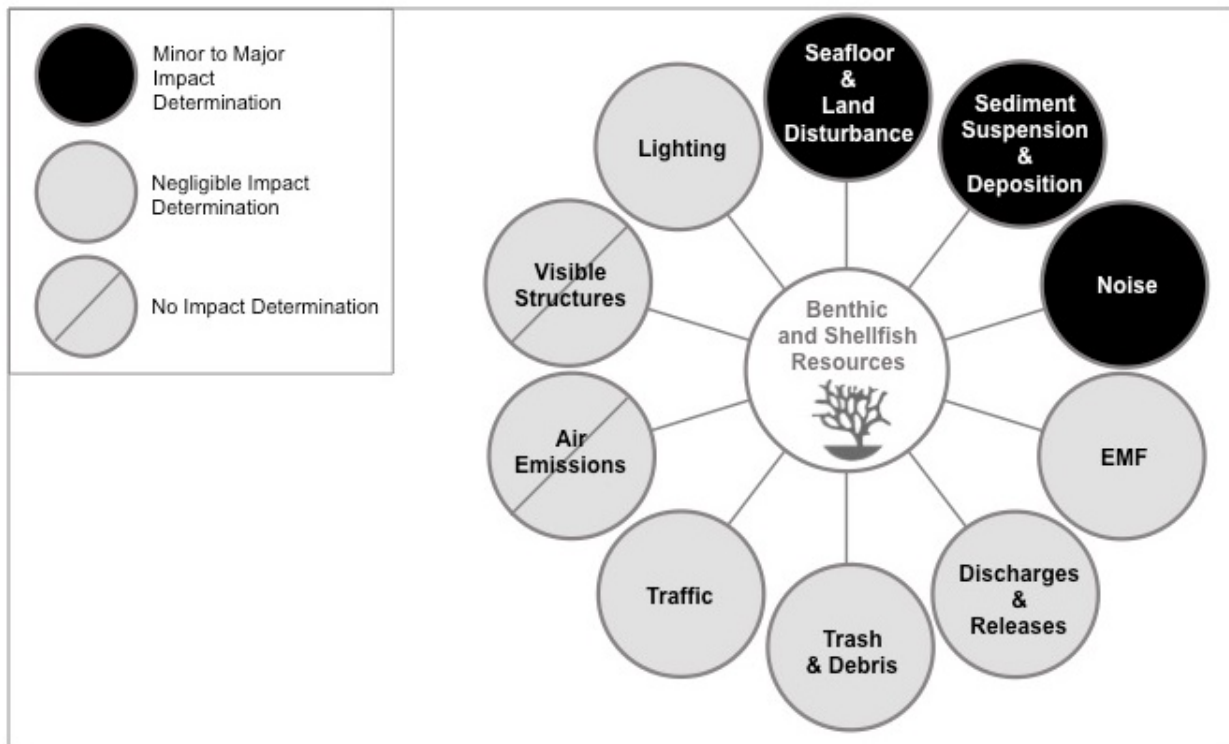 Minor to Major
Impact
Determination
Negligible Impact
Determination
No Impact Determination
Seafloor
&
Land
Disturbance
Sediment
Suspension
&
Deposition
Noise
EMF
Discharges
&
Releases
Trash
& Debris
Traffic
Air
Emissions
Visible
Structures
Lighting
Benthic
and Shellfish
Resources